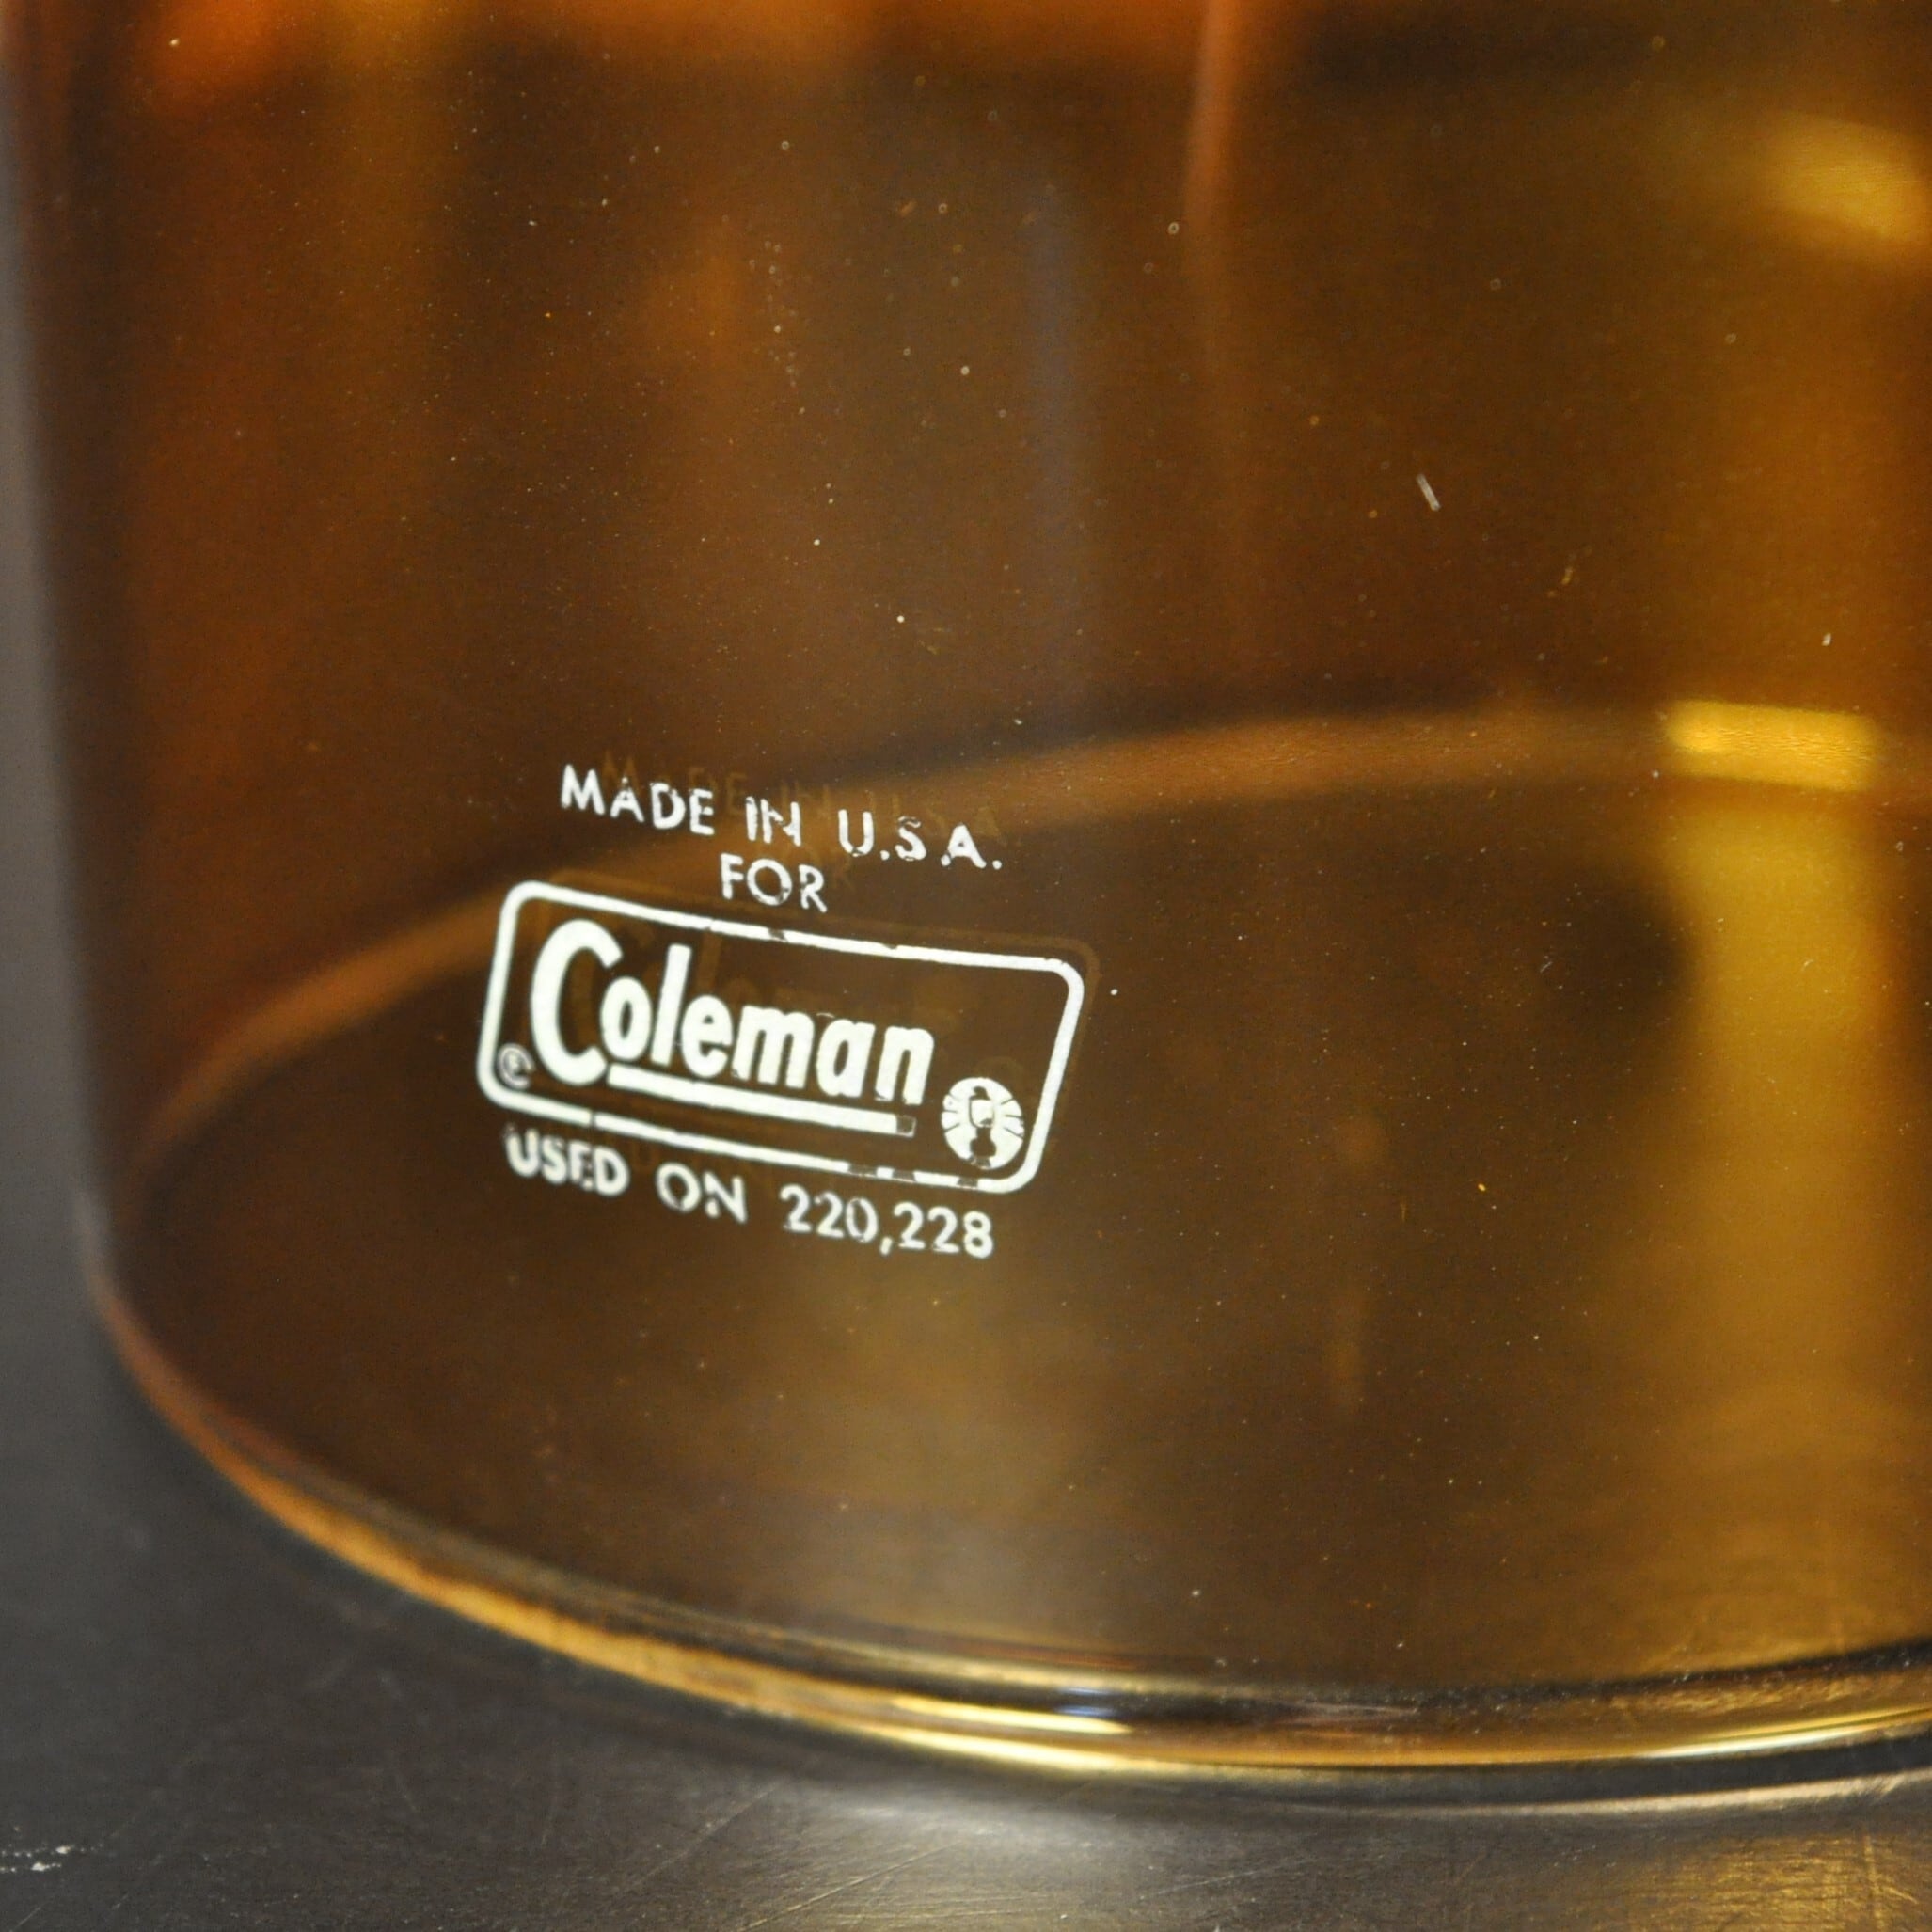 MADE IN U.S.A.
FOR
Coleman
USED ON 220,228